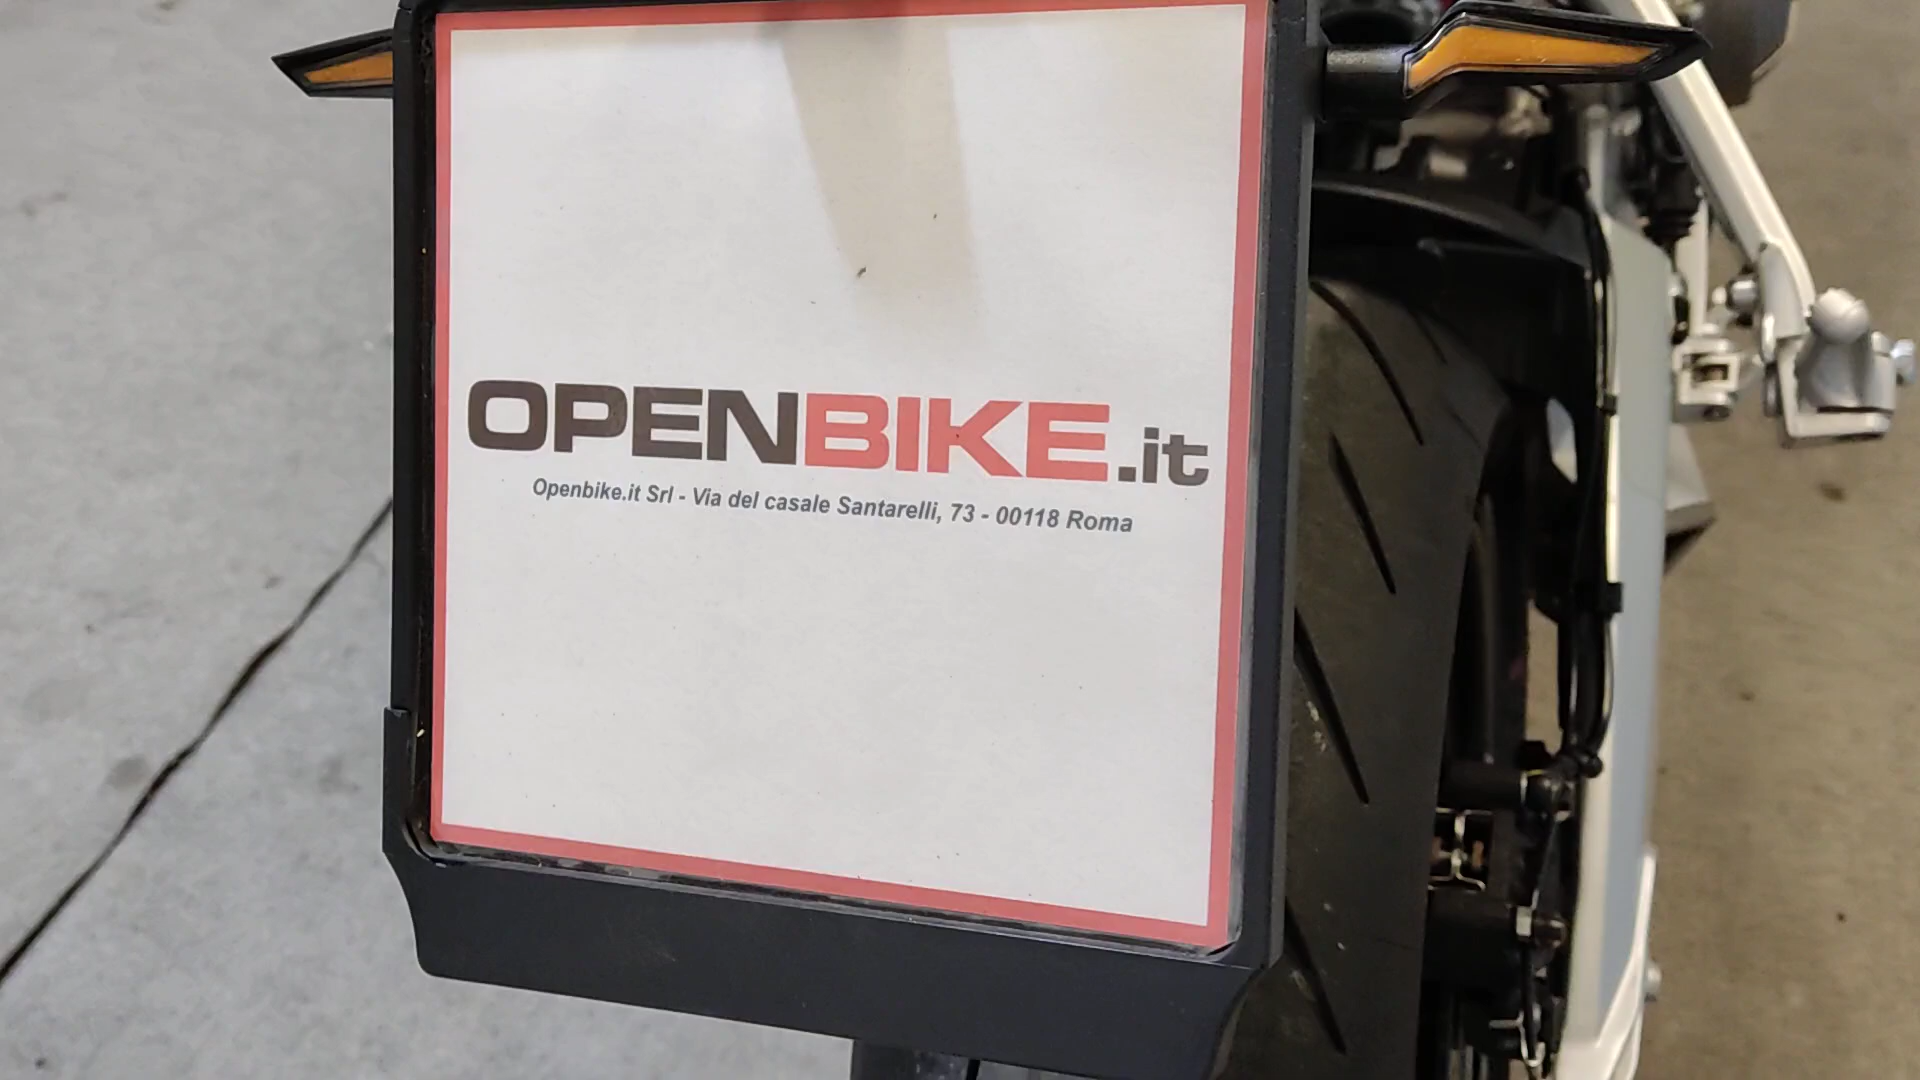 OPENBIKE.it
Openbike.it Srl - Via del casale Santarelli, 73 - 00118 Roma